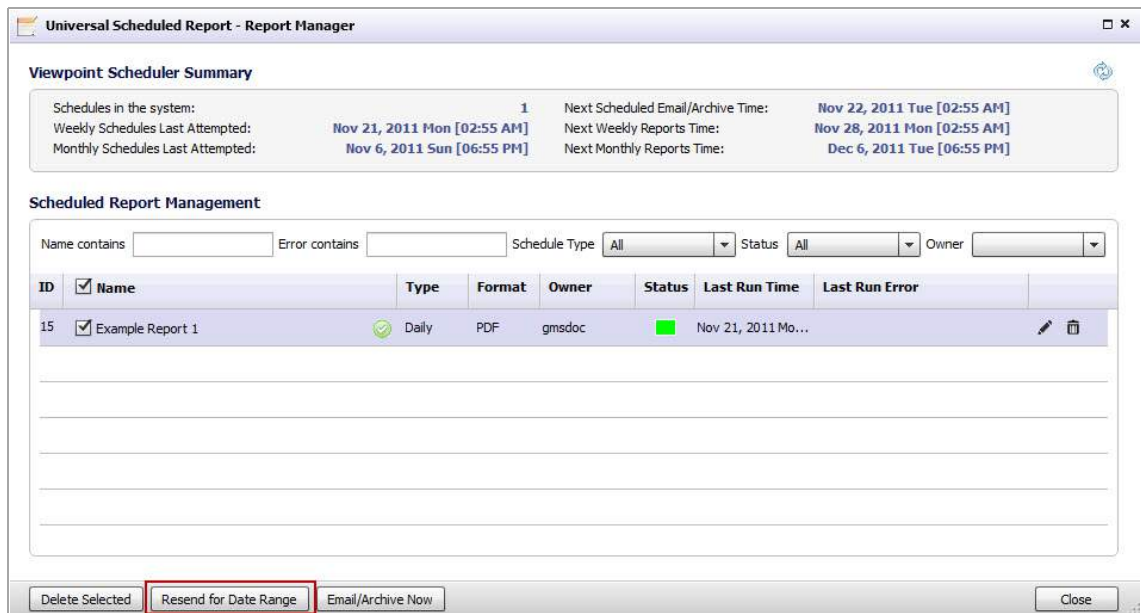 Universal Scheduled Report - Report Manager
Viewpoint Scheduler Summary
Schedules in the system: 1 Next Scheduled Email/Archive Time: Nov 22, 2011 Tue [02:55 AM]
Weekly Schedules Last Attempted: Nov 21, 2011 Mon [02:55 AM] Next Weekly Reports Time: Nov 28, 2011 Mon [02:55 AM]
Monthly Schedules Last Attempted: Nov 6, 2011 Sun [06:55 PM] Next Monthly Reports Time: Dec 6, 2011 Tue [06:55 PM]
Scheduled Report Management
Name contains Error contains Schedule Type All Status All Owner
ID Name Type Format Owner Status Last Run Time Last Run Error
15 Example Report 1 Daily PDF gmsdoc Nov 21, 2011 Mo...
Delete Selected Resend for Date Range Email/Archive Now Close